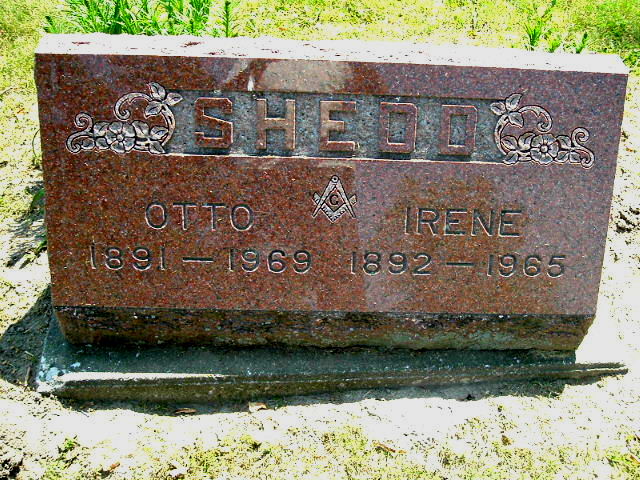 SHEDD
OTTO G IRENE
1891 — 1969 1892 — 1965